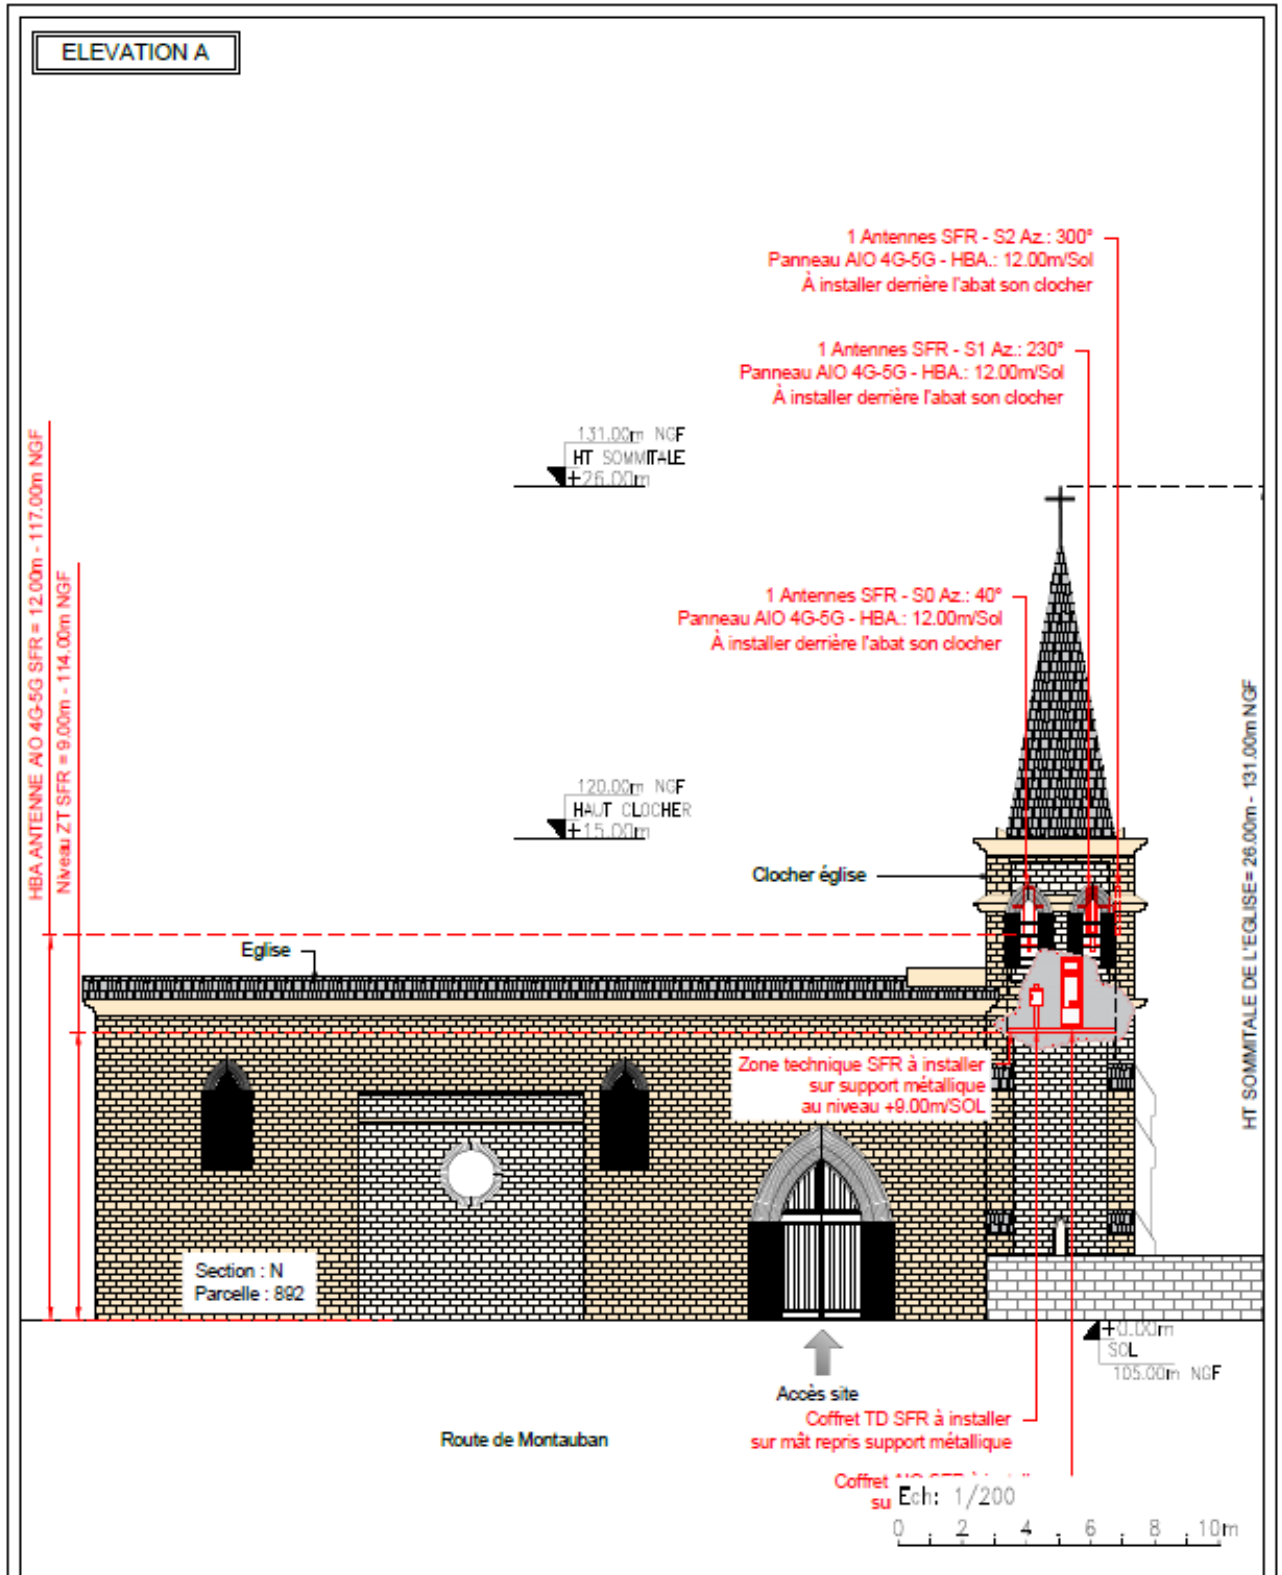 ELEVATION A
1 Antennes SFR - S2 Az.: 300°
Panneau AIO 4G-5G - HBA.: 12.00m/Sol
À installer derrière l'abat son clocher
1 Antennes SFR - S1 Az.: 230°
Panneau AIO 4G-5G - HBA.: 12.00m/Sol
À installer derrière l'abat son clocher
131.00m NGF
HT SOMMITALE
+26.00m
1 Antennes SFR - S0 Az.: 40°
Panneau AIO 4G-5G - HBA.: 12.00m/Sol
À installer derrière l'abat son clocher
HBA ANTENNE AIO 4G-5G SFR = 12.00m - 117.00m NGF
Niveau ZT SFR = 9.00m - 114.00m NGF
HT SOMMITALE DE L'EGLISE= 26.00m - 131.00m NGF
120.00m NGF
HAUT CLOCHER
+15.00m
Clocher église
Eglise
Zone technique SFR à installer
sur support métallique
au niveau +9.00m/SOL
Section : N
Parcelle : 892
+0.00m
SOL
105.00m NGF
Accès site
Route de Montauban
Coffret TD SFR à installer
sur mât repris support métallique
Coffret
su
Ech: 1/200
0 2 4 6 8 10m